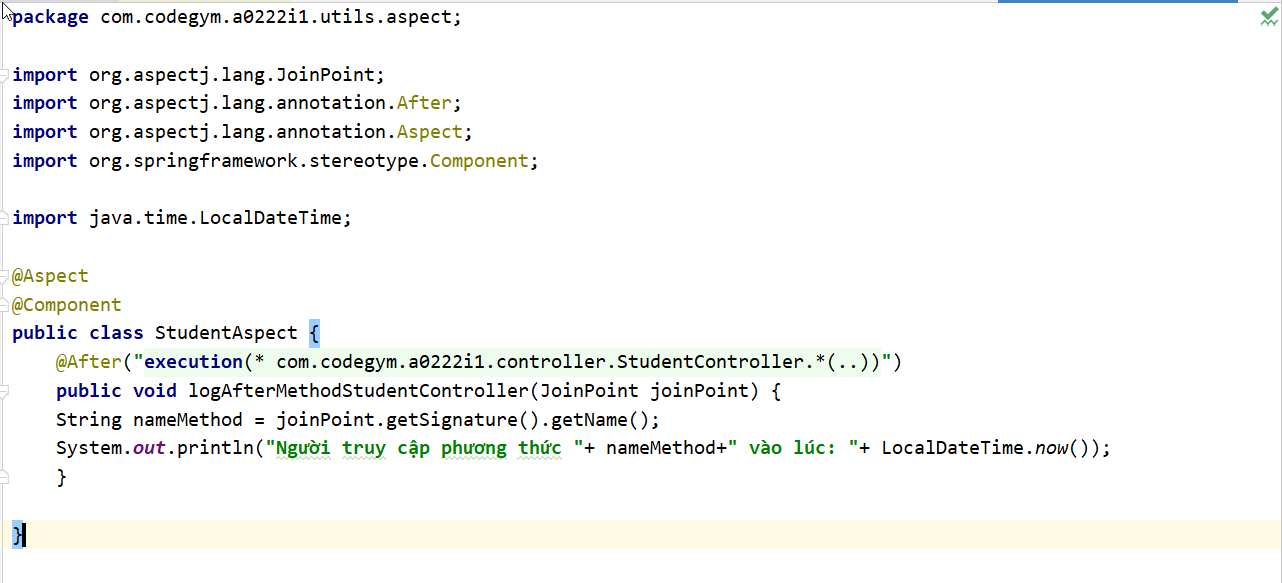 package com.codegym.a0222i1.utils.aspect;
import org.aspectj.lang.JoinPoint;
import org.aspectj.lang.annotation.After;
import org.aspectj.lang.annotation.Aspect;
import org.springframework.stereotype.Component;
import java.time.LocalDateTime;
@Aspect
@Component
public class StudentAspect {
@After("execution(* com.codegym.a0222i1.controller.StudentController.*(..))")
public void logAfterMethodStudentController(JoinPoint joinPoint) {
String nameMethod = joinPoint.getSignature().getName();
System.out.println("Người truy cập phương thức "+ nameMethod+" vào lúc: "+ LocalDateTime.now());
}
}